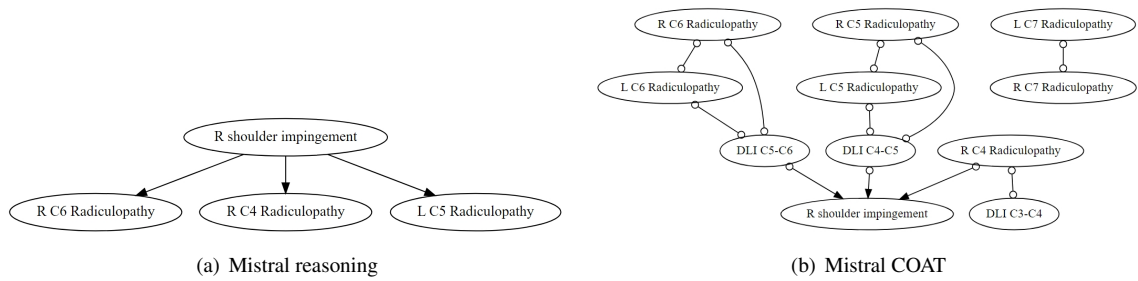 R shoulder impingement
R C6 Radiculopathy
R C4 Radiculopathy
L C5 Radiculopathy
(a) Mistral reasoning
R C6 Radiculopathy
R C5 Radiculopathy
L C7 Radiculopathy
L C6 Radiculopathy
L C5 Radiculopathy
R C7 Radiculopathy
DLI C5-C6
DLI C4-C5
R C4 Radiculopathy
R shoulder impingement
DLI C3-C4
(b) Mistral COAT